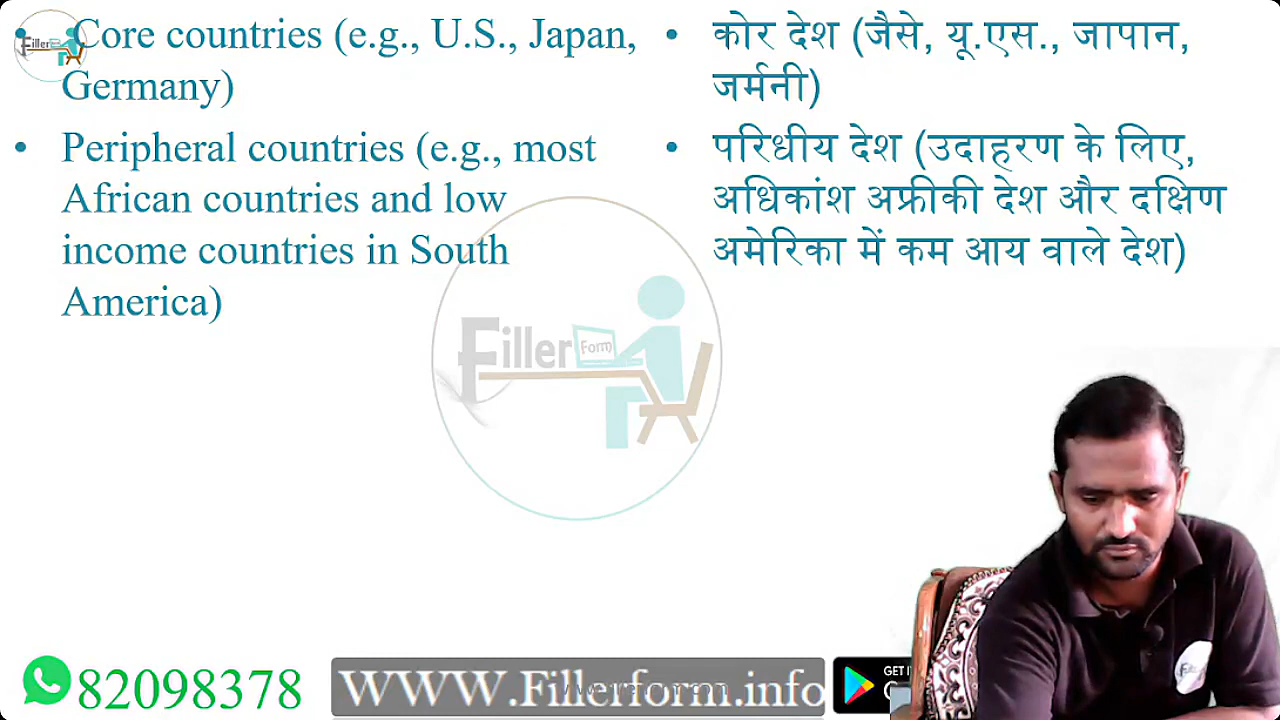 • Core countries (e.g., U.S., Japan,
Germany)
• Peripheral countries (e.g., most
African countries and low
income countries in South
America)
• कोर देश (जैसे, यू.एस., जापान,
जर्मनी)
• परिधीय देश (उदाहरण के लिए,
अधिकांश अफ्रीकी देश और दक्षिण
अमेरिका में कम आय वाले देश)
Filler Form
Filler
82098378
WWW.Fillerform.info
GET I